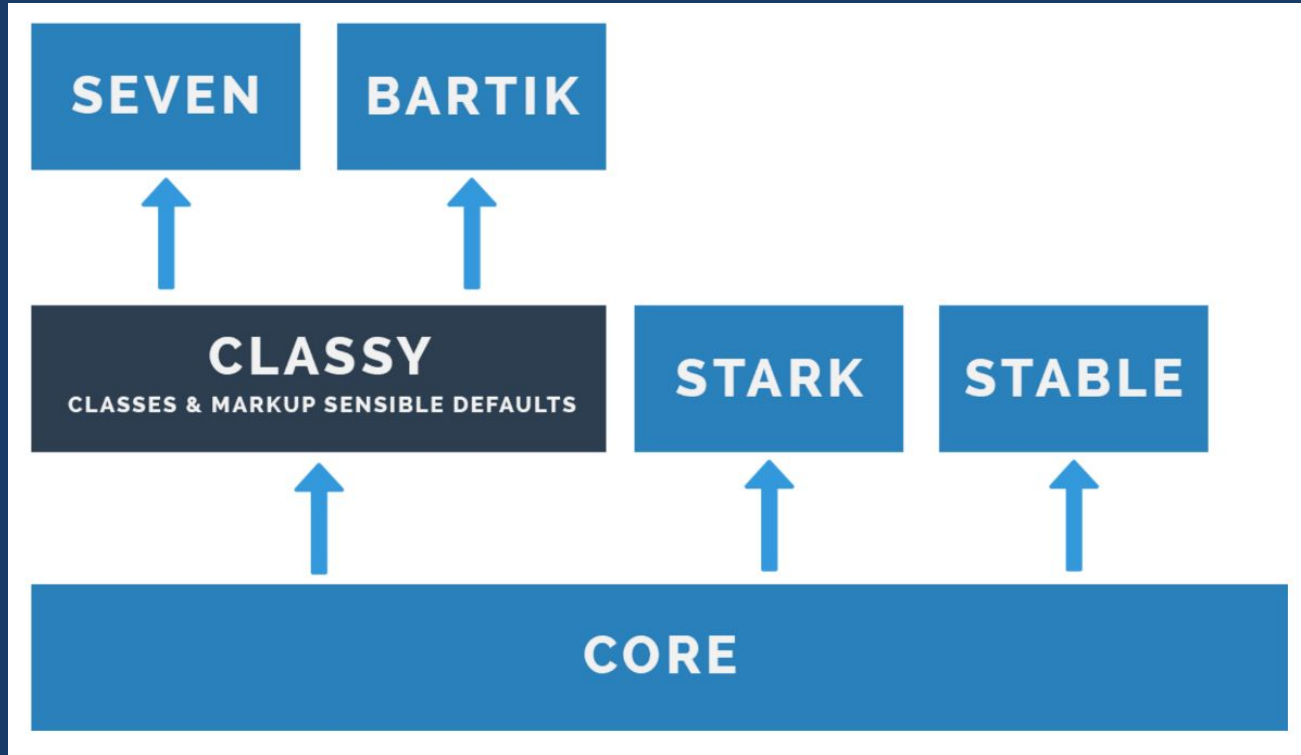 SEVEN
BARTIK
CLASSY
CLASSES & MARKUP SENSIBLE DEFAULTS
STARK
STABLE
CORE